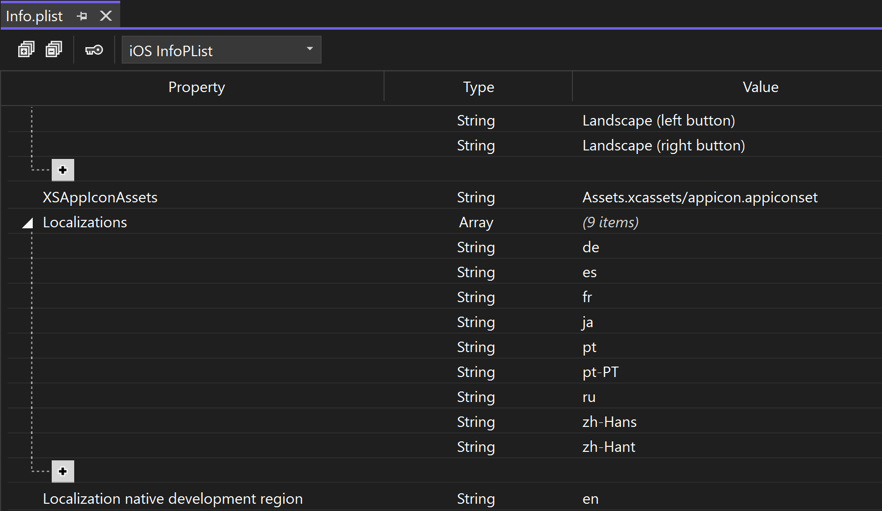 Info.plist
iOS InfoPList
Property Type Value
String Landscape (left button)
String Landscape (right button)
XSAppIconAssets String Assets.xcassets/appicon.appiconset
Localizations Array (9 items)
String de
String es
String fr
String ja
String pt
String pt-PT
String ru
String zh-Hans
String zh-Hant
Localization native development region String en